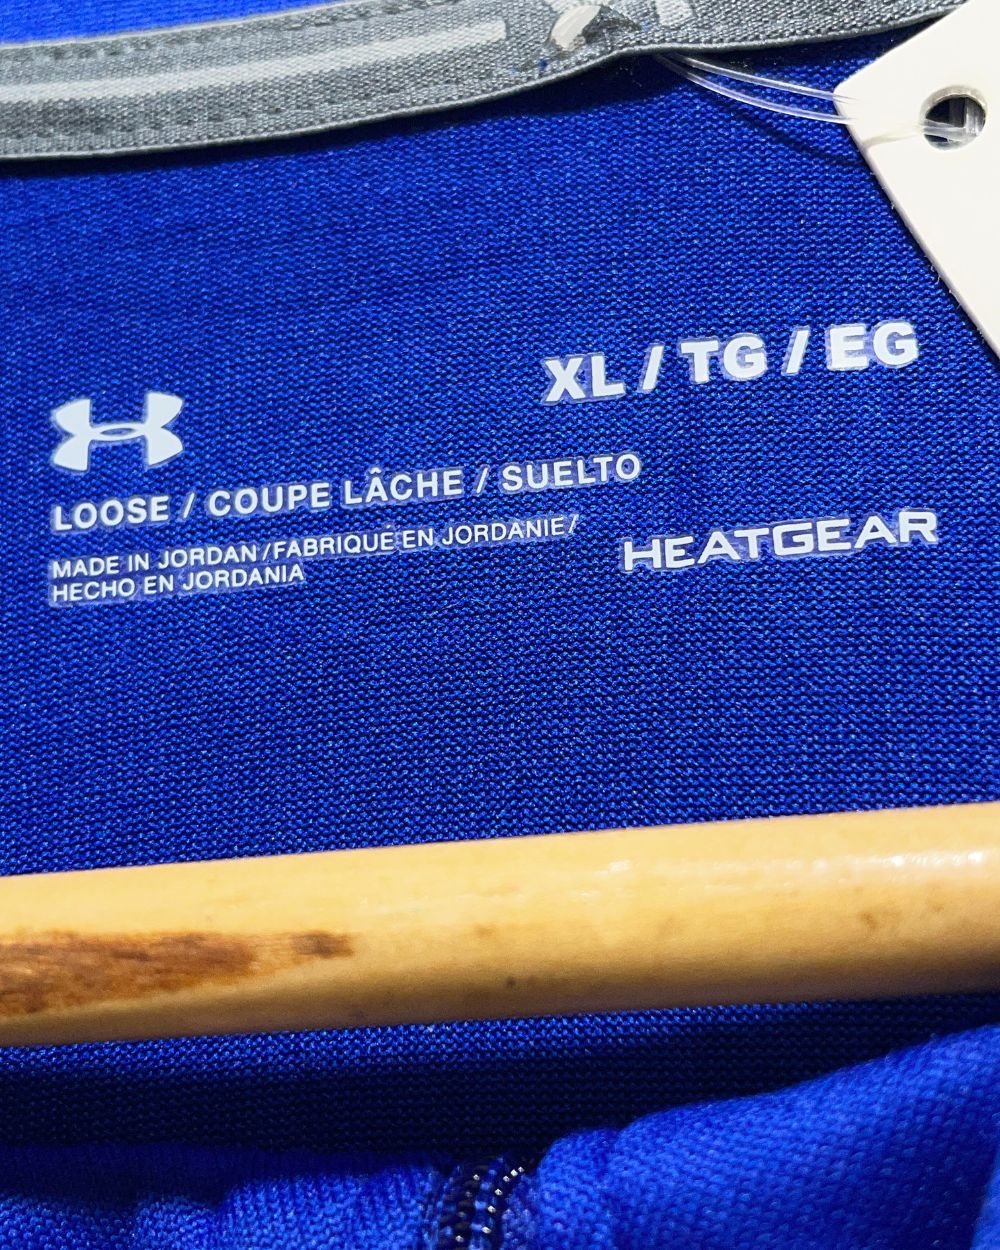 XL / TG / EG
LOOSE / COUPE LÂCHE / SUELTO
MADE IN JORDAN / FABRIQUÉ EN JORDANIE /
HECHO EN JORDANIA
HEATGEAR